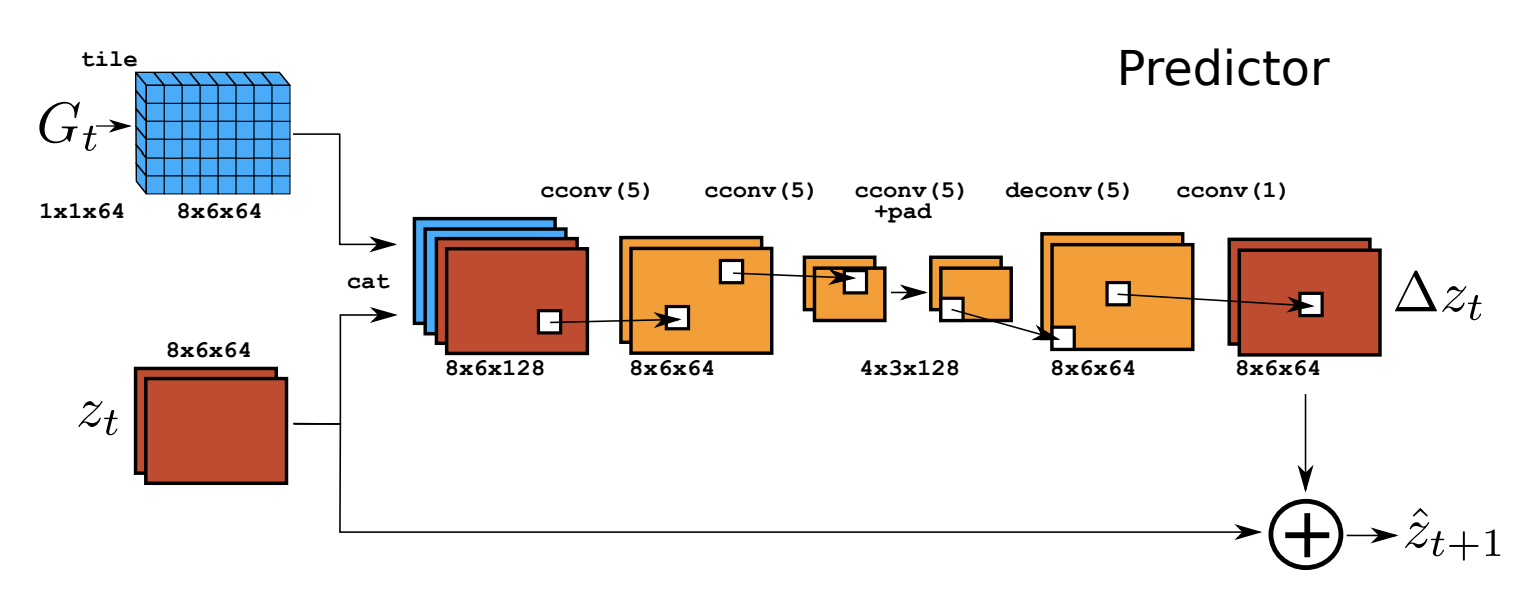 Predictor
tile
G_t
1x1x64
8x6x64
cconv(5)
cconv(5)
cconv(5)
+pad
deconv(5)
cconv(1)
cat
8x6x128
8x6x64
4x3x128
8x6x64
8x6x64
Δz_t
8x6x64
z_t
ẑ_{t+1}